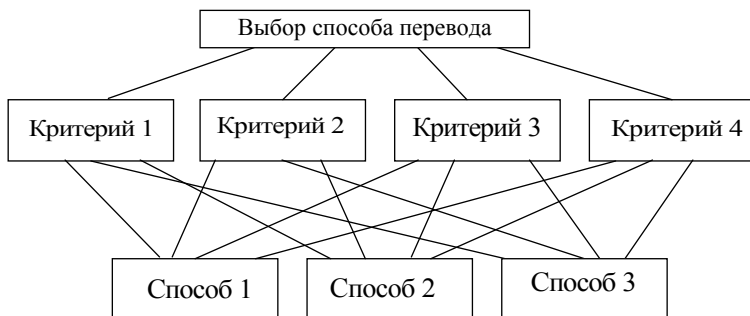 Выбор способа перевода
Критерий 1
Критерий 2
Критерий 3
Критерий 4
Способ 1
Способ 2
Способ 3